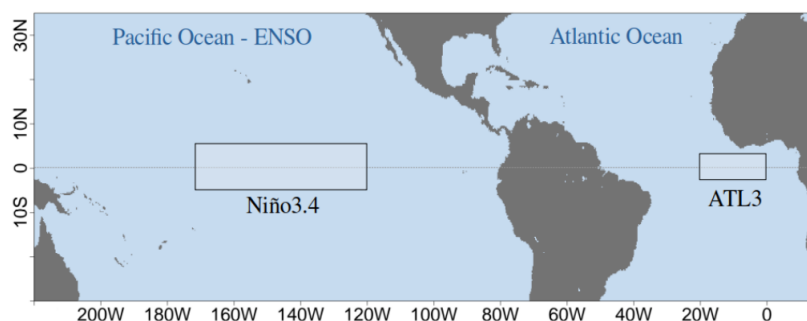 30N
Pacific Ocean - ENSO
Atlantic Ocean
10N
0
10S
Niño3.4
ATL3
200W 180W 160W 140W 120W 100W 80W 60W 40W 20W 0